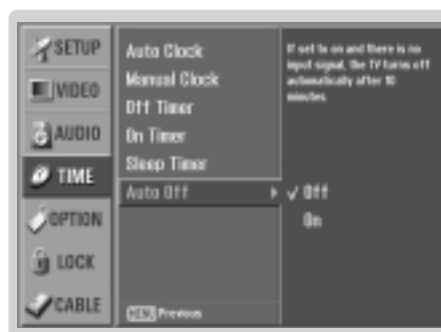 SETUP
VIDEO
AUDIO
TIME
OPTION
LOCK
CABLE
Auto Clock
Manual Clock
Off Timer
On Timer
Sleep Timer
Auto Off
MENU Previous
If set to on and there is no
input signal, the TV turns off
automatically after 10
minutes.
Off
On